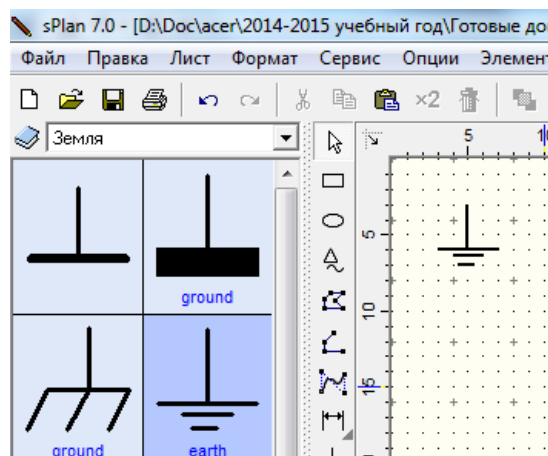 sPlan 7.0 - [D:\Doc\acer\2014-2015 учебный год\Готовые до
Файл Правка Лист Формат Сервис Опции Элемент
×2
Земля
5
5
ground
10
15
ground earth